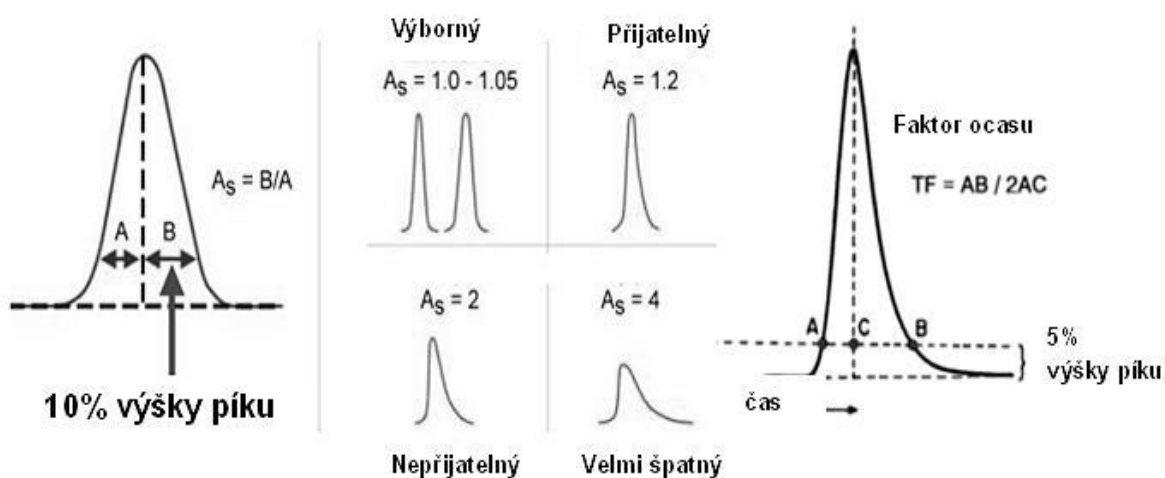 A_S = B/A
A
B
10% výšky píku
Výborný
A_S = 1.0 - 1.05
Přijatelný
A_S = 1.2
A_S = 2
Nepřijatelný
A_S = 4
Velmi špatný
Faktor ocasu
TF = AB / 2AC
A
C
B
5%
výšky píku
čas